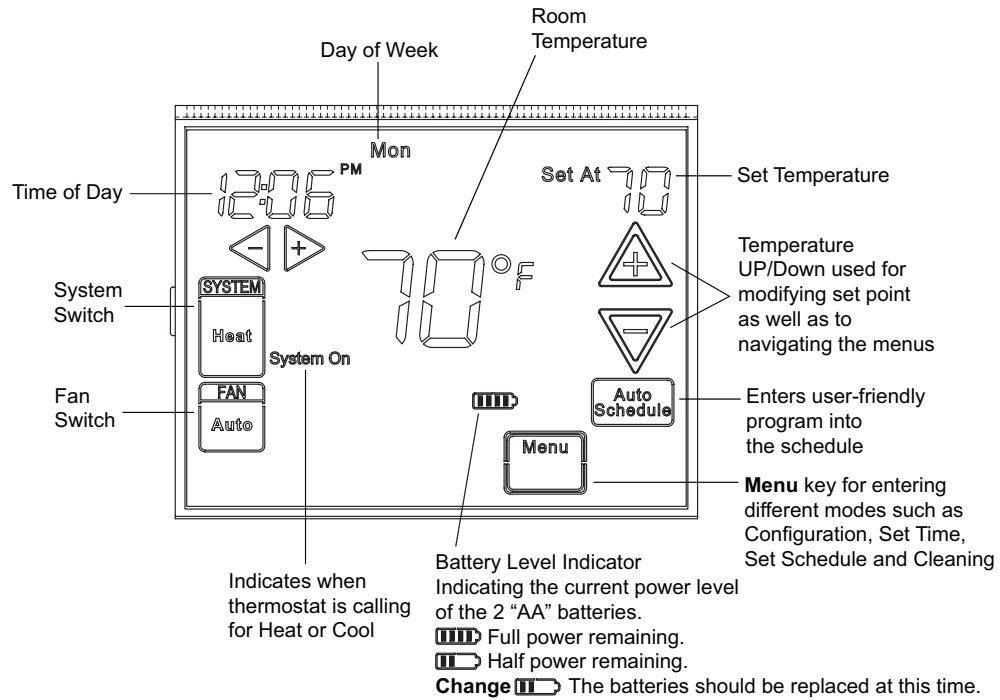 Room
Temperature
Day of Week
Mon
Time of Day
12:06 PM
Set At 70
Set Temperature
- +
70°F
+
Temperature
UP/Down used for
modifying set point
as well as to
navigating the menus
System
Switch
SYSTEM
Heat
System On
-
Fan
Switch
FAN
Auto
Auto
Schedule
Enters user-friendly
program into
the schedule
Menu
Menu key for entering
different modes such as
Configuration, Set Time,
Set Schedule and Cleaning
Indicates when
thermostat is calling
for Heat or Cool
Battery Level Indicator
Indicating the current power level
of the 2 “AA” batteries.
Full power remaining.
Half power remaining.
Change The batteries should be replaced at this time.